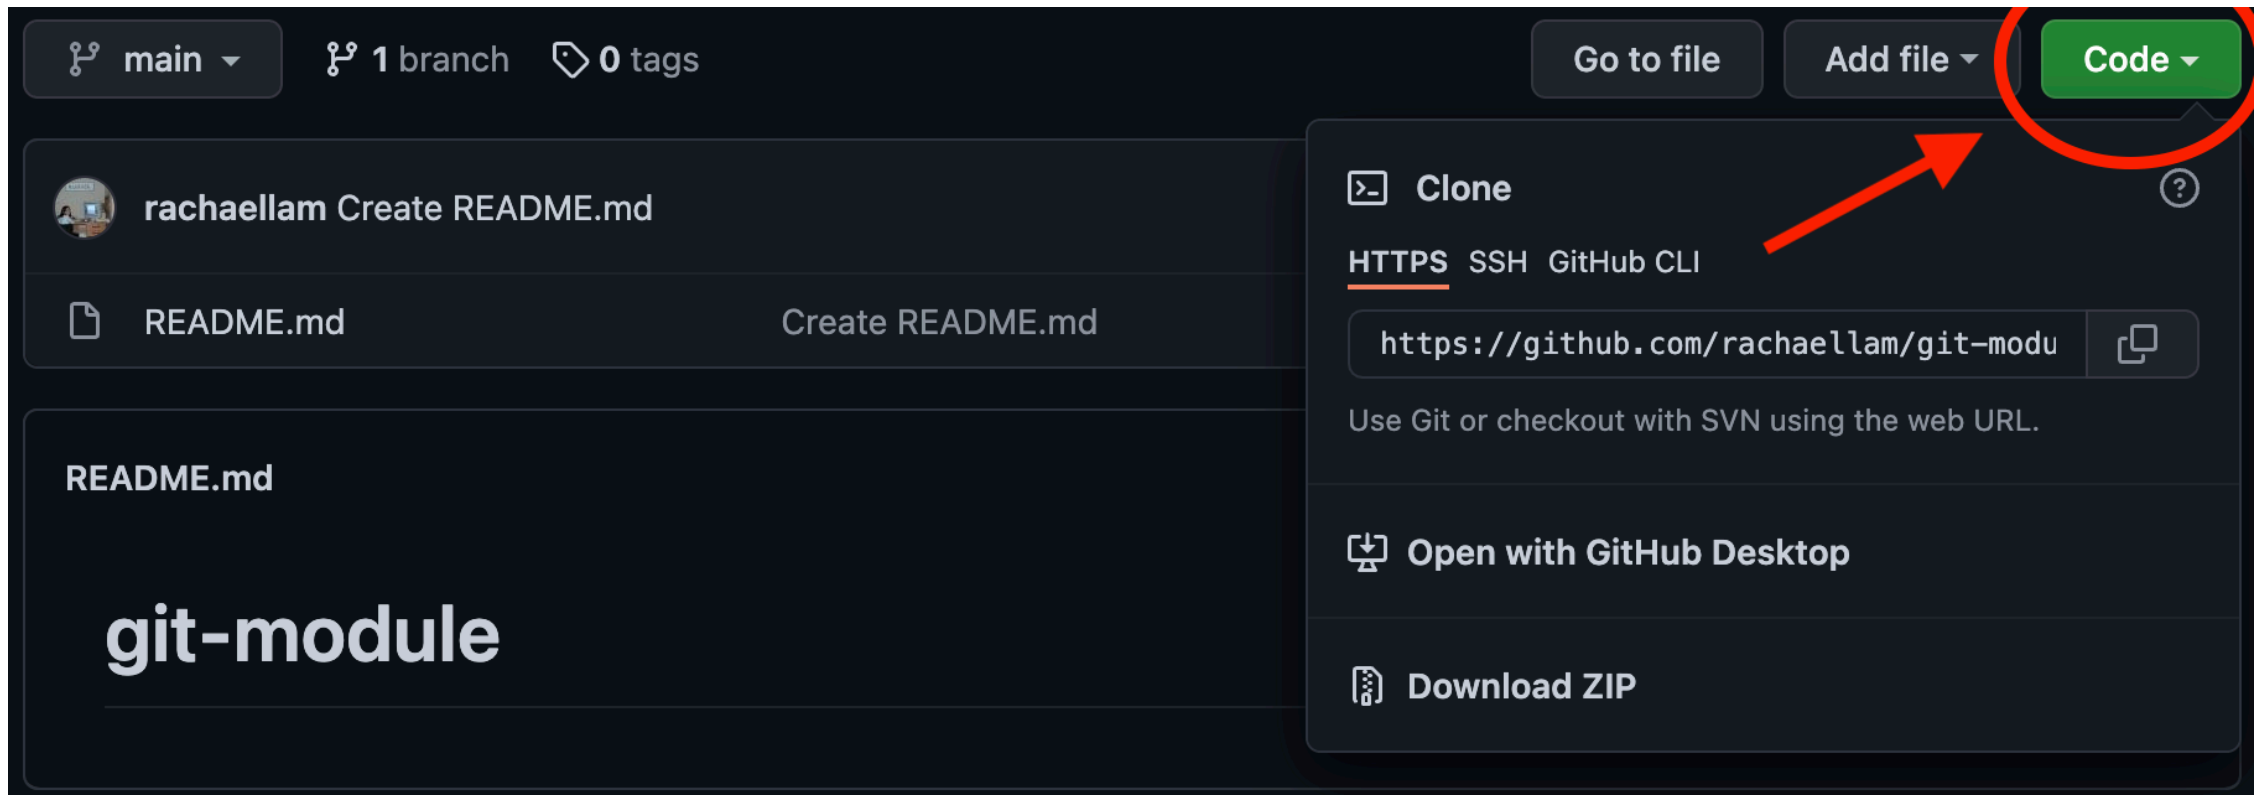 main
1 branch
0 tags
Go to file
Add file
Code
rachaellam Create README.md
README.md
Create README.md
README.md
git-module
Clone
HTTPS SSH GitHub CLI
https://github.com/rachaellam/git-modu
Use Git or checkout with SVN using the web URL.
Open with GitHub Desktop
Download ZIP